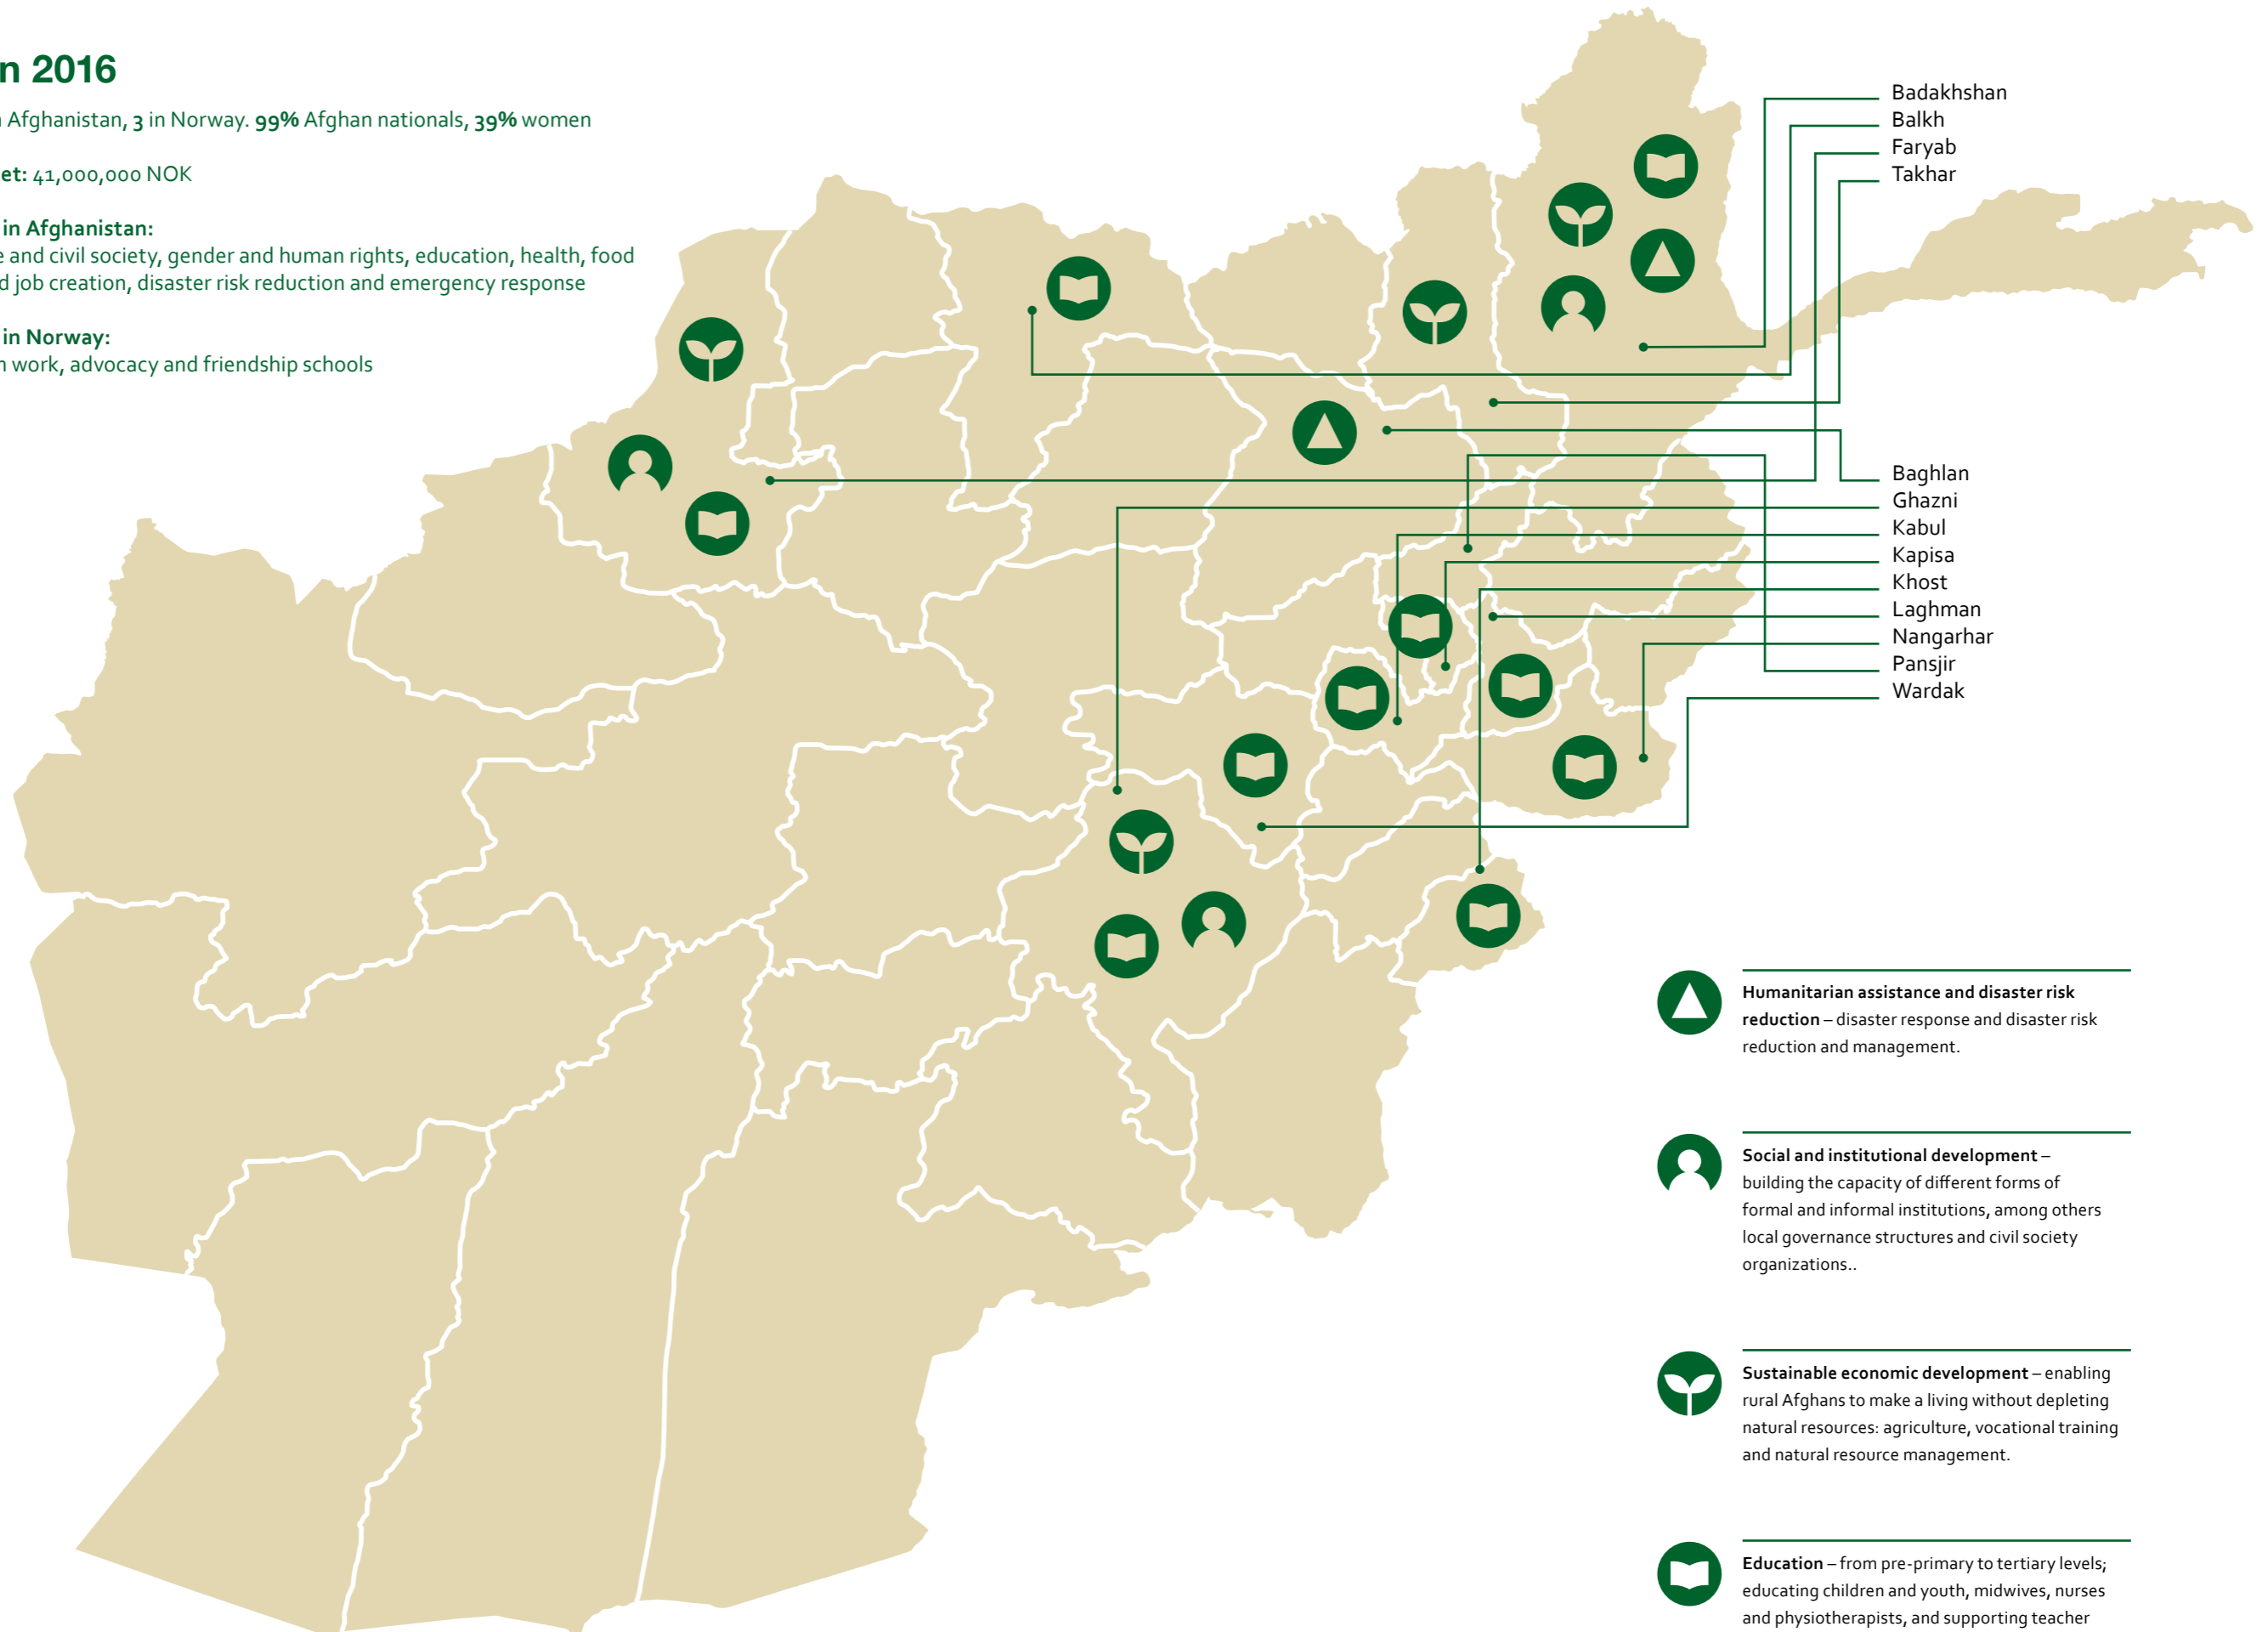 n 2016
Afghanistan, 3 in Norway. 99% Afghan nationals, 39% women
et: 41,000,000 NOK
in Afghanistan:
e and civil society, gender and human rights, education, health, food
d job creation, disaster risk reduction and emergency response
in Norway:
n work, advocacy and friendship schools
Badakhshan
Balkh
Faryab
Takhar
Baghlan
Ghazni
Kabul
Kapisa
Khost
Laghman
Nangarhar
Pansjir
Wardak
Humanitarian assistance and disaster risk
reduction – disaster response and disaster risk
reduction and management.
Social and institutional development –
building the capacity of different forms of
formal and informal institutions, among others
local governance structures and civil society
organizations..
Sustainable economic development – enabling
rural Afghans to make a living without depleting
natural resources: agriculture, vocational training
and natural resource management.
Education – from pre-primary to tertiary levels;
educating children and youth, midwives, nurses
and physiotherapists, and supporting teacher